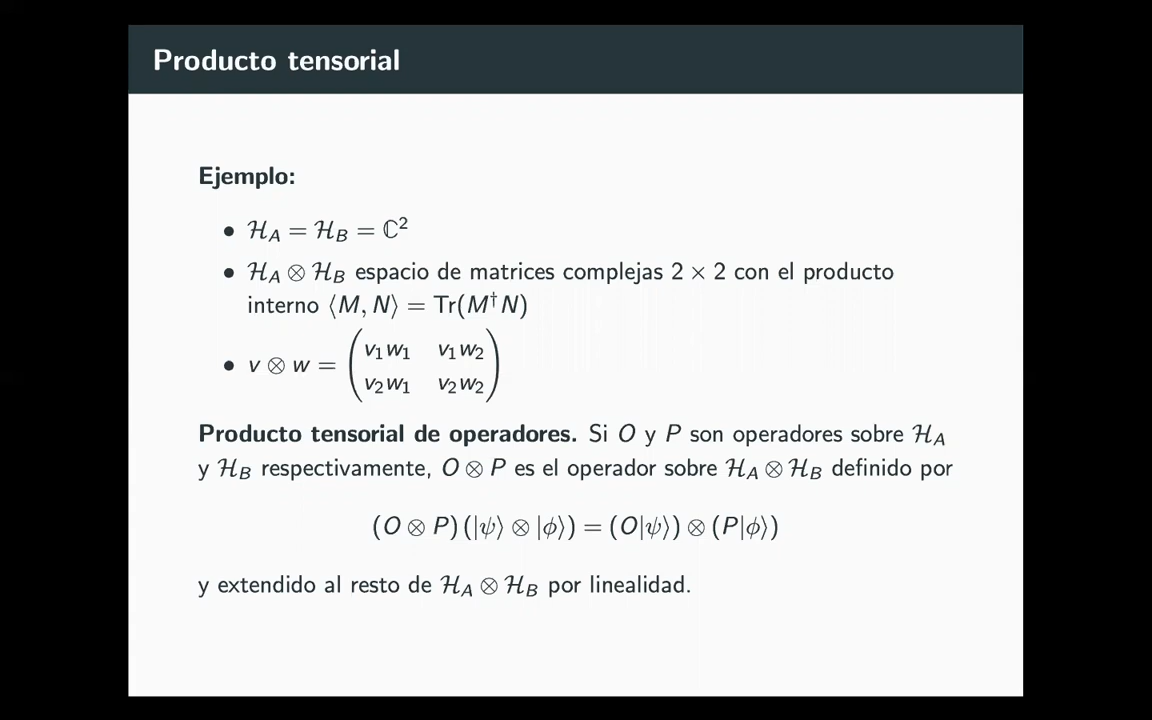 Producto tensorial
Ejemplo:
• ℋ_A = ℋ_B = ℂ²
• ℋ_A ⊗ ℋ_B espacio de matrices complejas 2 × 2 con el producto
interno ⟨M, N⟩ = Tr(M†N)
• v ⊗ w = (v₁w₁ v₁w₂
v₂w₁ v₂w₂)
Producto tensorial de operadores. Si O y P son operadores sobre ℋ_A
y ℋ_B respectivamente, O ⊗ P es el operador sobre ℋ_A ⊗ ℋ_B definido por
(O ⊗ P)(|ψ⟩ ⊗ |ϕ⟩) = (O|ψ⟩) ⊗ (P|ϕ⟩)
y extendido al resto de ℋ_A ⊗ ℋ_B por linealidad.